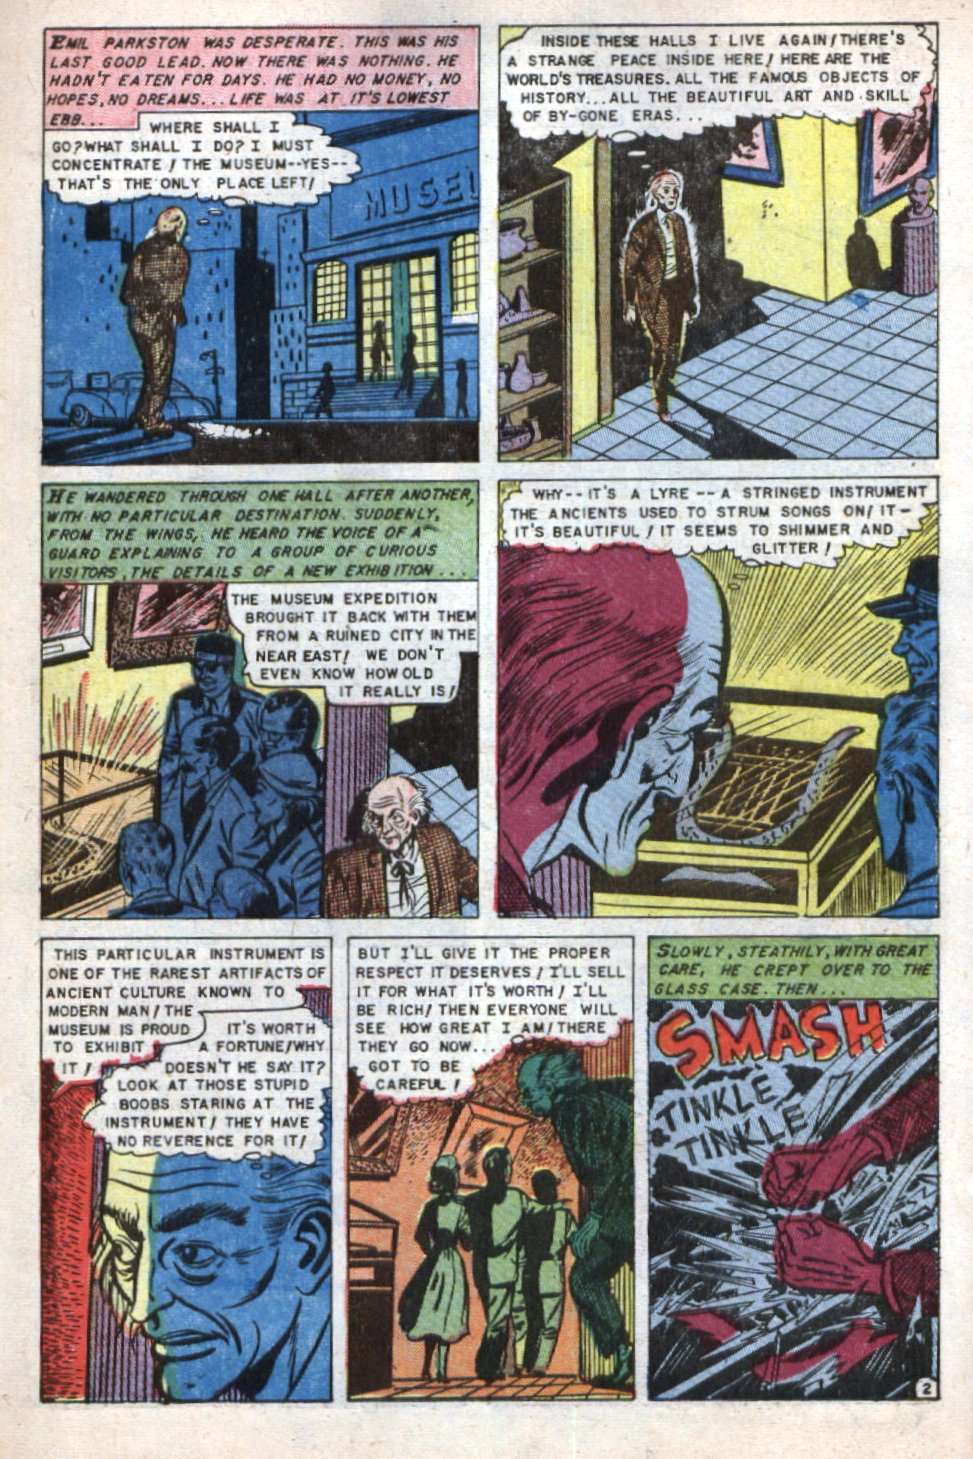 EMIL PARKSTON WAS DESPERATE. THIS WAS HIS
LAST GOOD LEAD. NOW THERE WAS NOTHING. HE
HADN'T EATEN FOR DAYS. HE HAD NO MONEY, NO
HOPES, NO DREAMS... LIFE WAS AT IT'S LOWEST
EBB...
WHERE SHALL I
GO? WHAT SHALL I DO? I MUST
CONCENTRATE! THE MUSEUM--YES--
THAT'S THE ONLY PLACE LEFT!
MUSEU
INSIDE THESE HALLS I LIVE AGAIN! THERE'S
A STRANGE PEACE INSIDE HERE! HERE ARE THE
WORLD'S TREASURES. ALL THE FAMOUS OBJECTS OF
HISTORY... ALL THE BEAUTIFUL ART AND SKILL
OF BY-GONE ERAS...
HE WANDERED THROUGH ONE HALL AFTER ANOTHER,
WITH NO PARTICULAR DESTINATION. SUDDENLY,
FROM THE WINGS, HE HEARD THE VOICE OF A
GUARD EXPLAINING TO A GROUP OF CURIOUS
VISITORS, THE DETAILS OF A NEW EXHIBITION...
THE MUSEUM EXPEDITION
BROUGHT IT BACK WITH THEM
FROM A RUINED CITY IN THE
NEAR EAST! WE DON'T
EVEN KNOW HOW OLD
IT REALLY IS!
WHY-- IT'S A LYRE -- A STRINGED INSTRUMENT
THE ANCIENTS USED TO STRUM SONGS ON! IT-
IT'S BEAUTIFUL! IT SEEMS TO SHIMMER AND
GLITTER!
THIS PARTICULAR INSTRUMENT IS
ONE OF THE RAREST ARTIFACTS OF
ANCIENT CULTURE KNOWN TO
MODERN MAN! THE
MUSEUM IS PROUD
TO EXHIBIT
IT!
IT'S WORTH
A FORTUNE! WHY
DOESN'T HE SAY IT?
LOOK AT THOSE STUPID
BOOBS STARING AT THE
INSTRUMENT! THEY HAVE
NO REVERENCE FOR IT!
BUT I'LL GIVE IT THE PROPER
RESPECT IT DESERVES! I'LL SELL
IT FOR WHAT IT'S WORTH! I'LL
BE RICH! THEN EVERYONE WILL
SEE HOW GREAT I AM! THERE
THEY GO NOW...
GOT TO BE
CAREFUL!
SLOWLY, STEATHILY, WITH GREAT
CARE, HE CREPT OVER TO THE
GLASS CASE. THEN...
SMASH
TINKLE
TINKLE
2